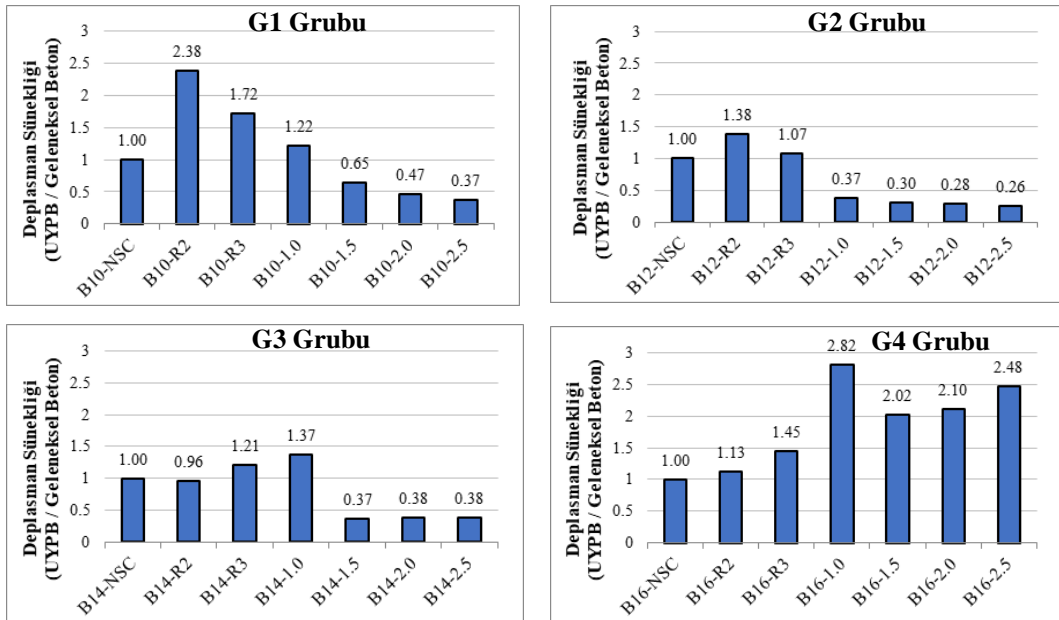 G1 Grubu
Deplasman Sünekliği
(UYPB / Geleneksel Beton)
3
2.5
2
1.5
1
0.5
0
1.00
2.38
1.72
1.22
0.65
0.47
0.37
B10-NSC
B10-R2
B10-R3
B10-1.0
B10-1.5
B10-2.0
B10-2.5
G2 Grubu
Deplasman Sünekliği
(UYPB / Geleneksel Beton)
3
2.5
2
1.5
1
0.5
0
1.00
1.38
1.07
0.37
0.30
0.28
0.26
B12-NSC
B12-R2
B12-R3
B12-1.0
B12-1.5
B12-2.0
B12-2.5
G3 Grubu
Deplasman Sünekliği
(UYPB / Geleneksel Beton)
3
2.5
2
1.5
1
0.5
0
1.00
0.96
1.21
1.37
0.37
0.38
0.38
B14-NSC
B14-R2
B14-R3
B14-1.0
B14-1.5
B14-2.0
B14-2.5
G4 Grubu
Deplasman Sünekliği
(UYPB / Geleneksel Beton)
3
2.5
2
1.5
1
0.5
0
1.00
1.13
1.45
2.82
2.02
2.10
2.48
B16-NSC
B16-R2
B16-R3
B16-1.0
B16-1.5
B16-2.0
B16-2.5